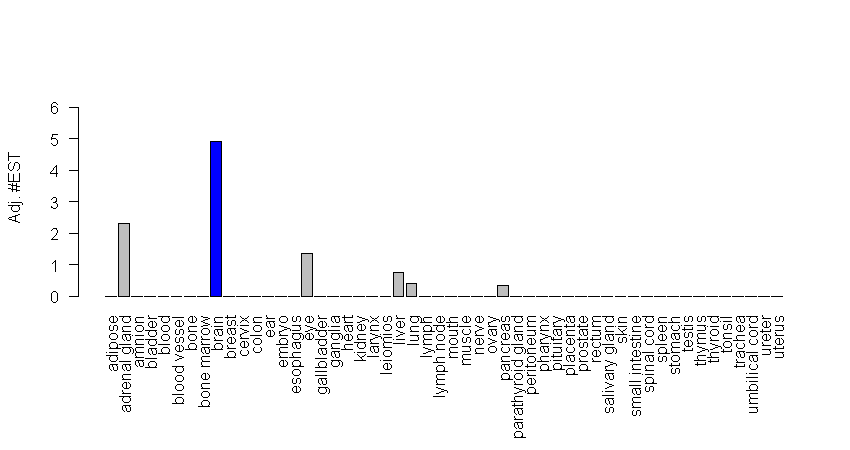 6
5
4
3
2
1
0
Adj. #EST
adipose
adrenal gland
amnion
bladder
blood
blood vessel
bone
bone marrow
brain
breast
cervix
colon
ear
embryo
esophagus
eye
gallbladder
ganglia
heart
kidney
larynx
leiomios
liver
lung
lymph
lymph node
mouth
muscle
nerve
ovary
pancreas
parathyroid gland
peritoneum
pharynx
pituitary
placenta
prostate
rectum
salivary gland
skin
small intestine
spinal cord
spleen
stomach
testis
thymus
thyroid
tonsil
trachea
umbilical cord
ureter
uterus